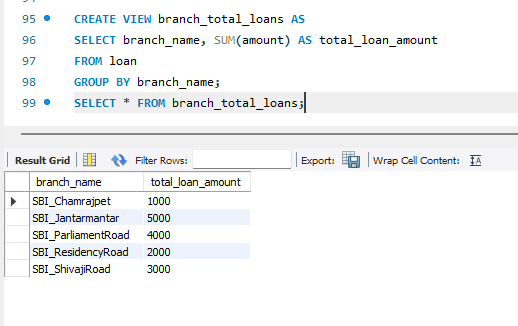 95 CREATE VIEW branch_total_loans AS
96 SELECT branch_name, SUM(amount) AS total_loan_amount
97 FROM loan
98 GROUP BY branch_name;
99 SELECT * FROM branch_total_loans;
Result Grid Filter Rows: Export: Wrap Cell Content:
branch_name total_loan_amount
SBI_Chamrajpet 1000
SBI_Jantarmantar 5000
SBI_ParliamentRoad 4000
SBI_ResidencyRoad 2000
SBI_ShivajiRoad 3000